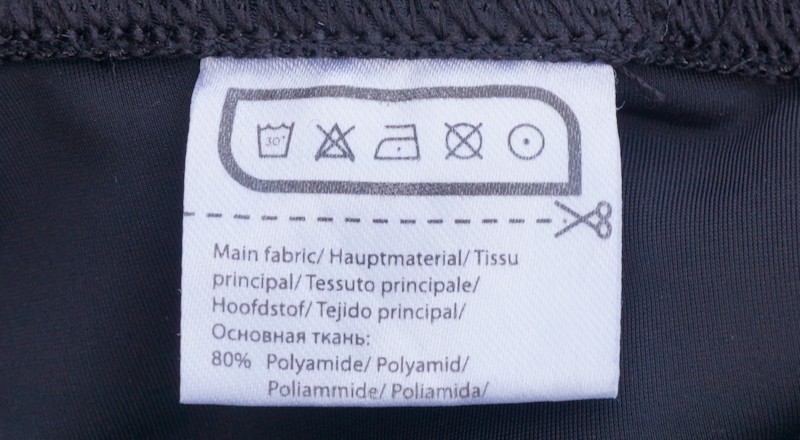 30°
Main fabric/ Hauptmaterial/ Tissu
principal/ Tessuto principale/
Hoofdstof/ Tejido principal/
Основная ткань:
80% Polyamide/ Polyamid/
Poliammide/ Poliamida/